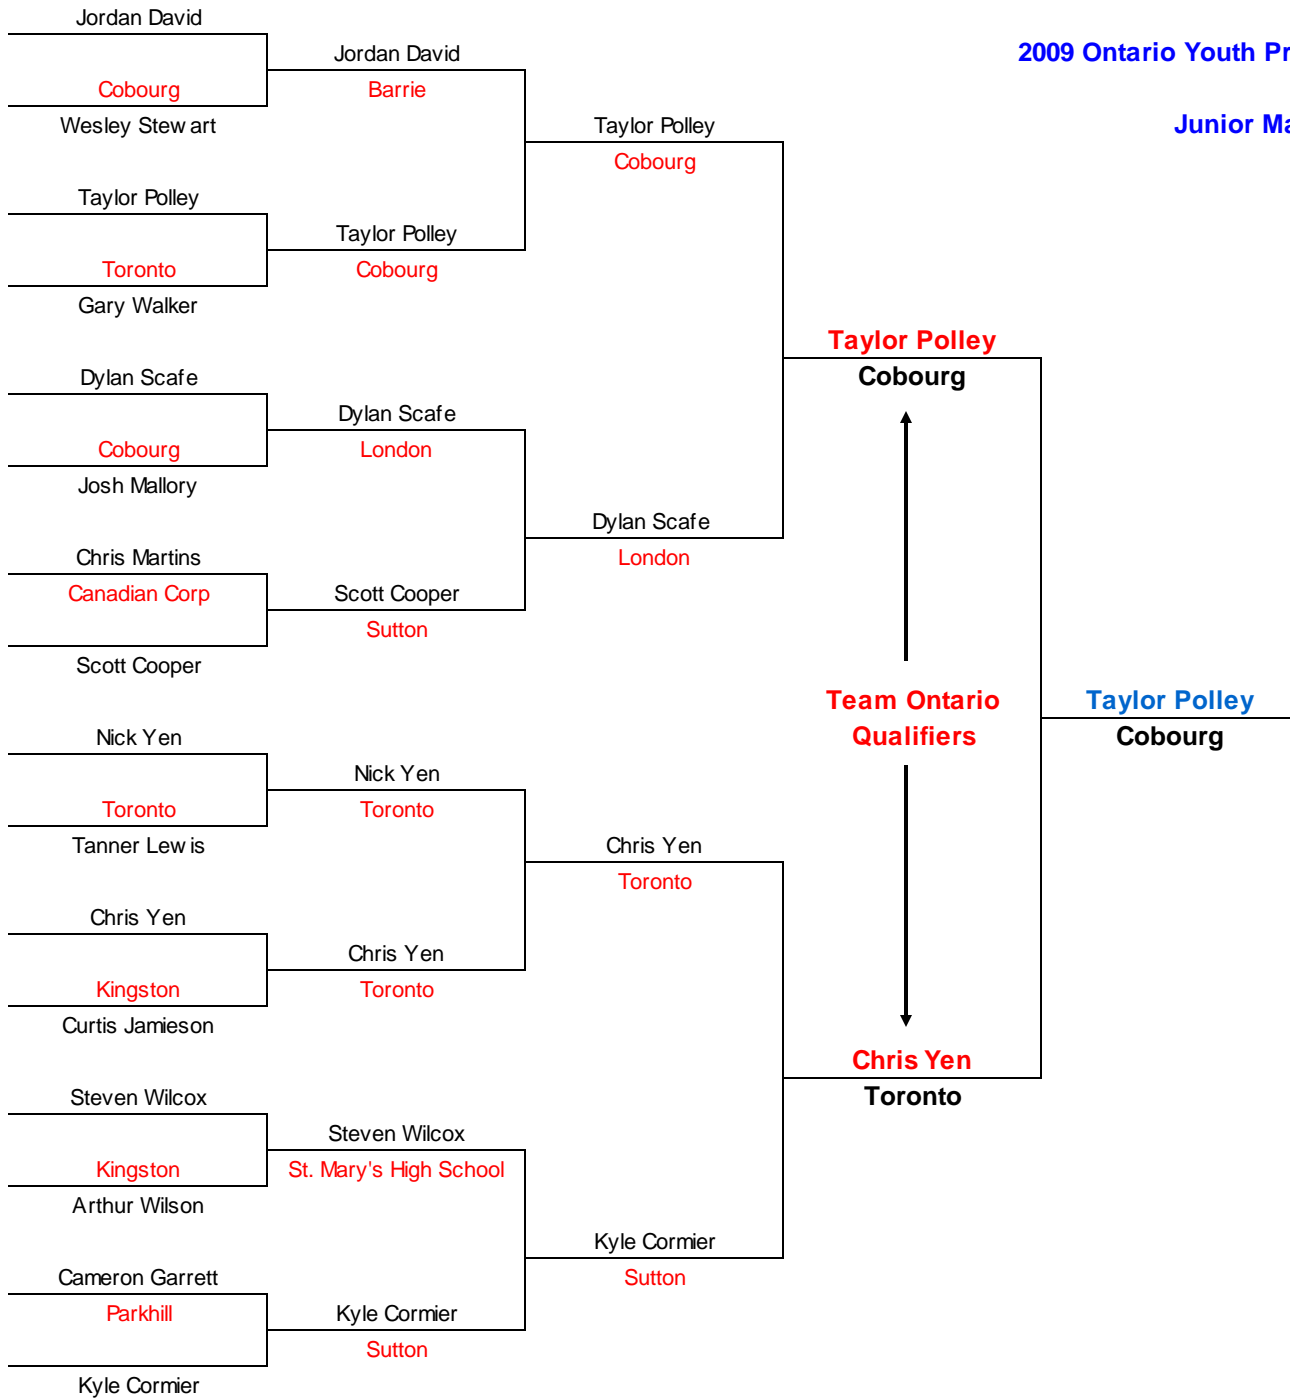 Jordan David
Cobourg
Wesley Stewart
Taylor Polley
Toronto
Gary Walker
Dylan Scafe
Cobourg
Josh Mallory
Chris Martins
Canadian Corp
Scott Cooper
Nick Yen
Toronto
Tanner Lewis
Chris Yen
Kingston
Curtis Jamieson
Steven Wilcox
Kingston
Arthur Wilson
Cameron Garrett
Parkhill
Kyle Cormier
Jordan David
Barrie
Taylor Polley
Cobourg
Dylan Scafe
London
Scott Cooper
Sutton
Nick Yen
Toronto
Chris Yen
Toronto
Steven Wilcox
St. Mary's High School
Kyle Cormier
Sutton
Taylor Polley
Cobourg
Dylan Scafe
London
Chris Yen
Toronto
Kyle Cormier
Sutton
Taylor Polley
Cobourg
Team Ontario
Qualifiers
Chris Yen
Toronto
2009 Ontario Youth Pr
Junior Ma
Taylor Polley
Cobourg